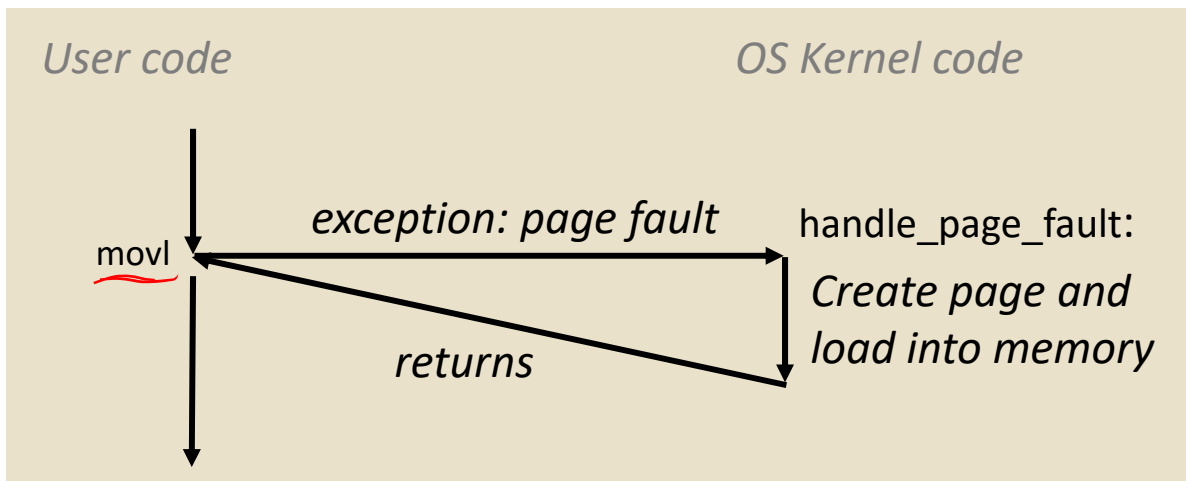 User code
OS Kernel code
exception: page fault
handle_page_fault:
movl
Create page and
load into memory
returns